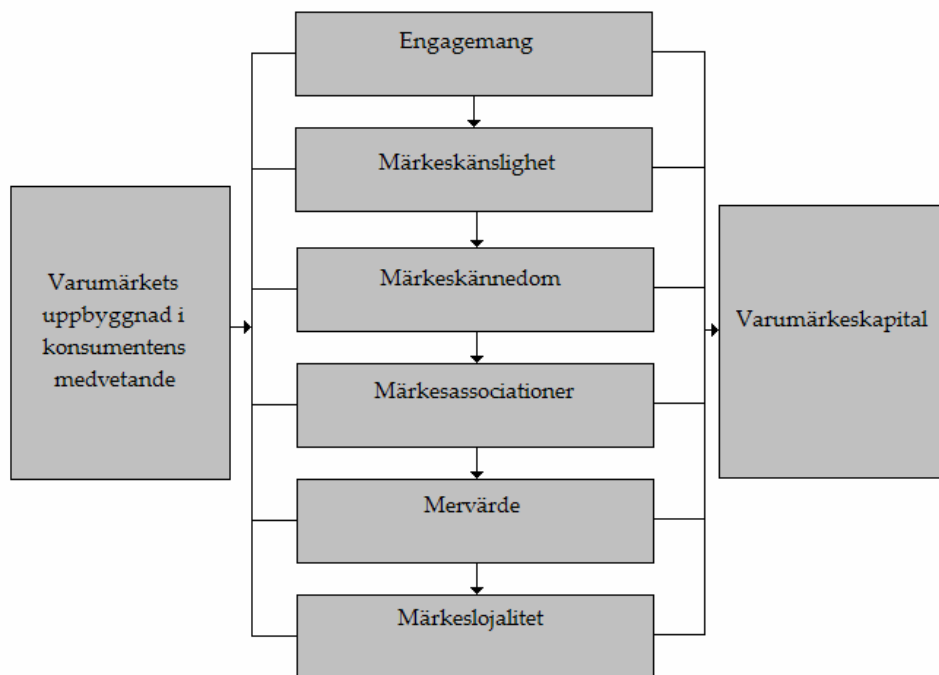 Engagemang
Märkeskänslighet
Märkeskännedom
Märkesassociationer
Mervärde
Märkeslojalitet
Varumärkets
uppbyggnad i
konsumentens
medvetande
Varumärkeskapital